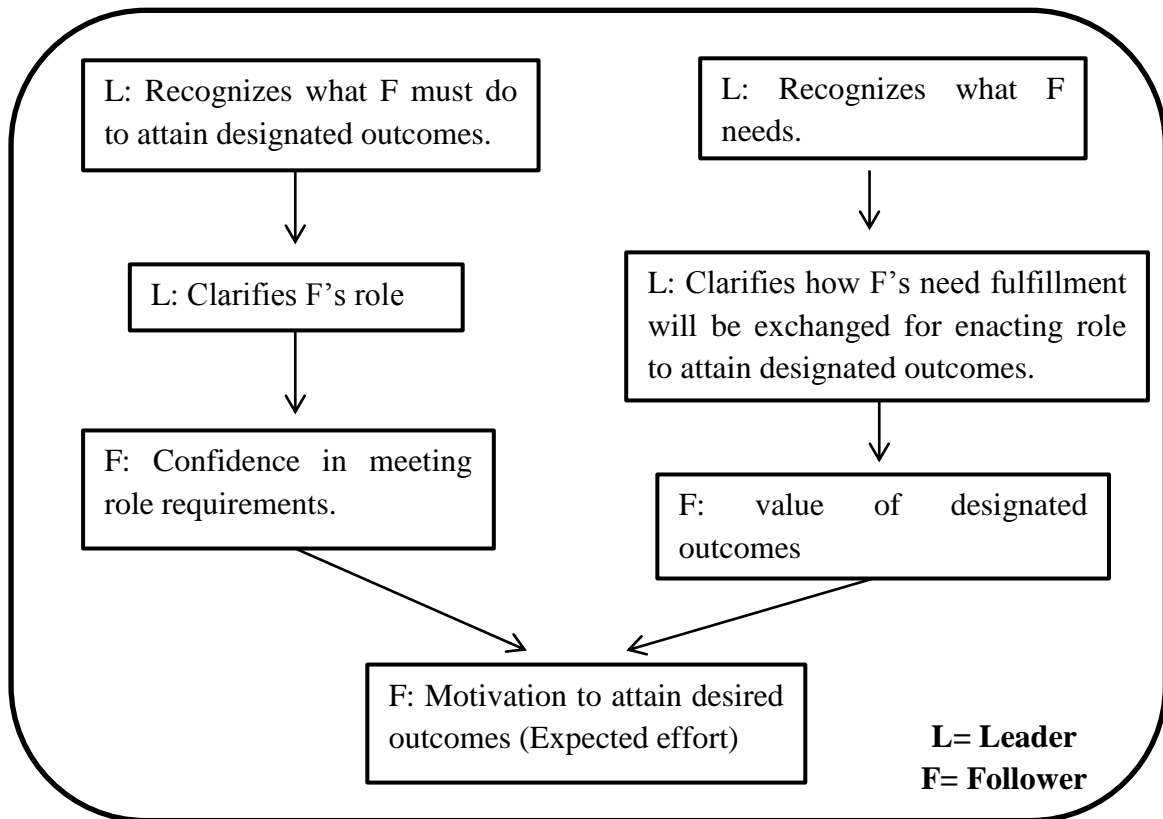 L: Recognizes what F must do
to attain designated outcomes.
L: Recognizes what F
needs.
L: Clarifies F’s role
L: Clarifies how F’s need fulfillment
will be exchanged for enacting role
to attain designated outcomes.
F: Confidence in meeting
role requirements.
F: value of designated
outcomes
F: Motivation to attain desired
outcomes (Expected effort)
L= Leader
F= Follower